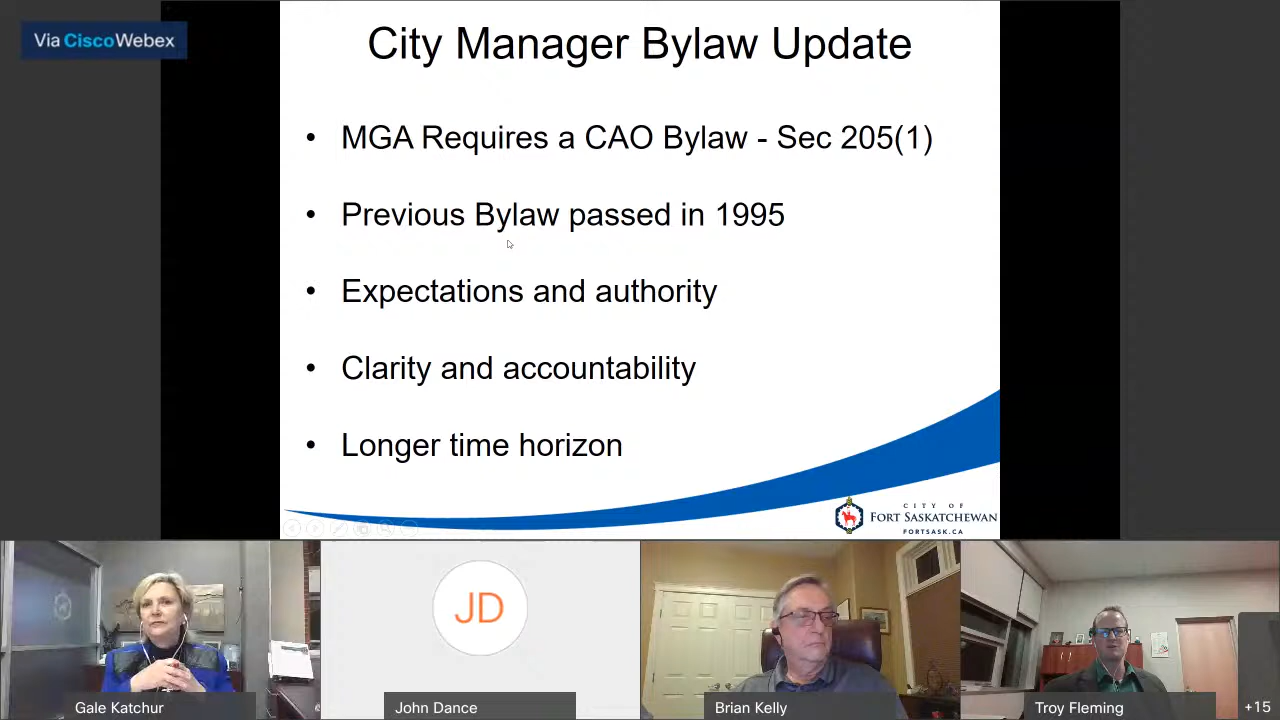 Via CiscoWebex
City Manager Bylaw Update
• MGA Requires a CAO Bylaw - Sec 205(1)
• Previous Bylaw passed in 1995
• Expectations and authority
• Clarity and accountability
• Longer time horizon
CITY OF
FORT SASKATCHEWAN
FORTSASK.CA
JD
Gale Katchur
John Dance
Brian Kelly
Troy Fleming
+15